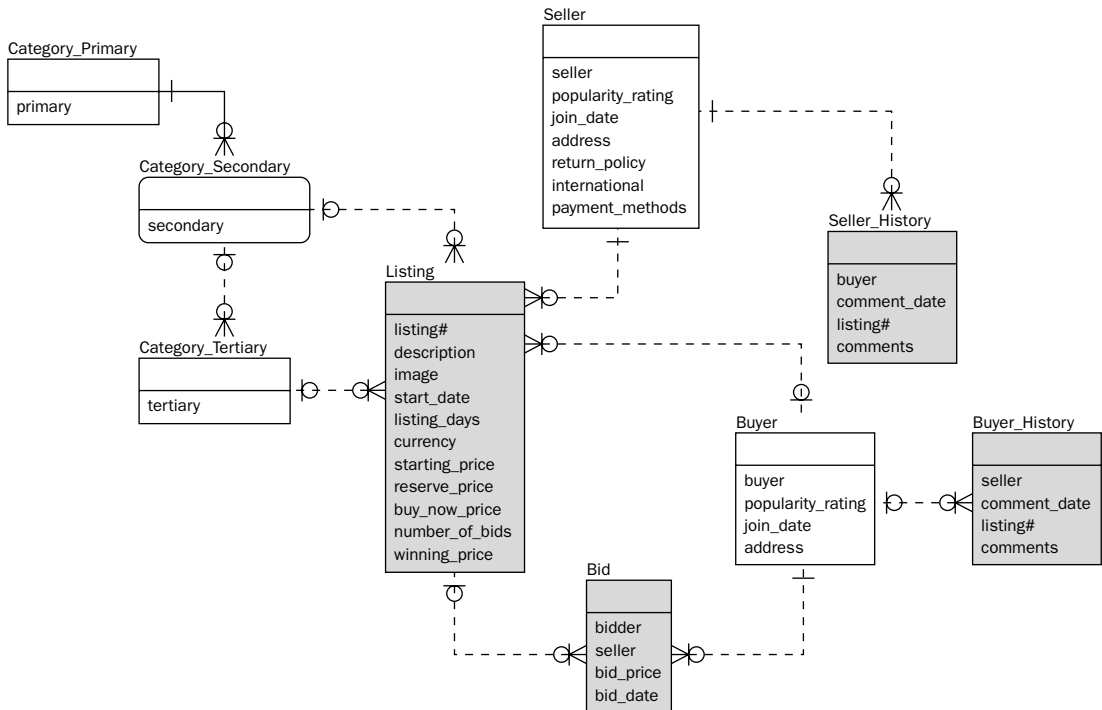 Seller
seller
popularity_rating
join_date
address
return_policy
international
payment_methods
Category_Primary
primary
Category_Secondary
secondary
Seller_History
buyer
comment_date
listing#
comments
Listing
listing#
description
image
start_date
listing_days
currency
starting_price
reserve_price
buy_now_price
number_of_bids
winning_price
Category_Tertiary
tertiary
Buyer
buyer
popularity_rating
join_date
address
Buyer_History
seller
comment_date
listing#
comments
Bid
bidder
seller
bid_price
bid_date